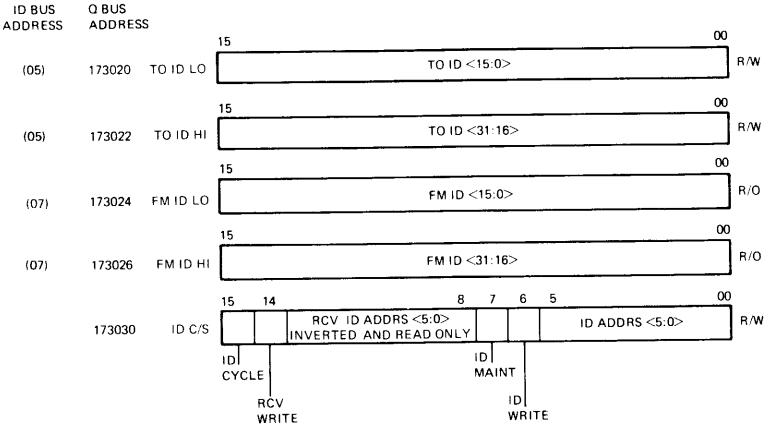 ID BUS ADDRESS
Q BUS ADDRESS
15 00
(05) 173020 TO ID LO TO ID <15:0> R/W
15 00
(05) 173022 TO ID HI TO ID <31:16> R/W
15 00
(07) 173024 FM ID LO FM ID <15:0> R/O
15 00
(07) 173026 FM ID HI FM ID <31:16> R/O
15 14 8 7 6 5 00
173030 ID C/S RCV ID ADDRS <5:0> INVERTED AND READ ONLY ID ADDRS <5:0> R/W
ID CYCLE
RCV WRITE
ID MAINT
ID WRITE